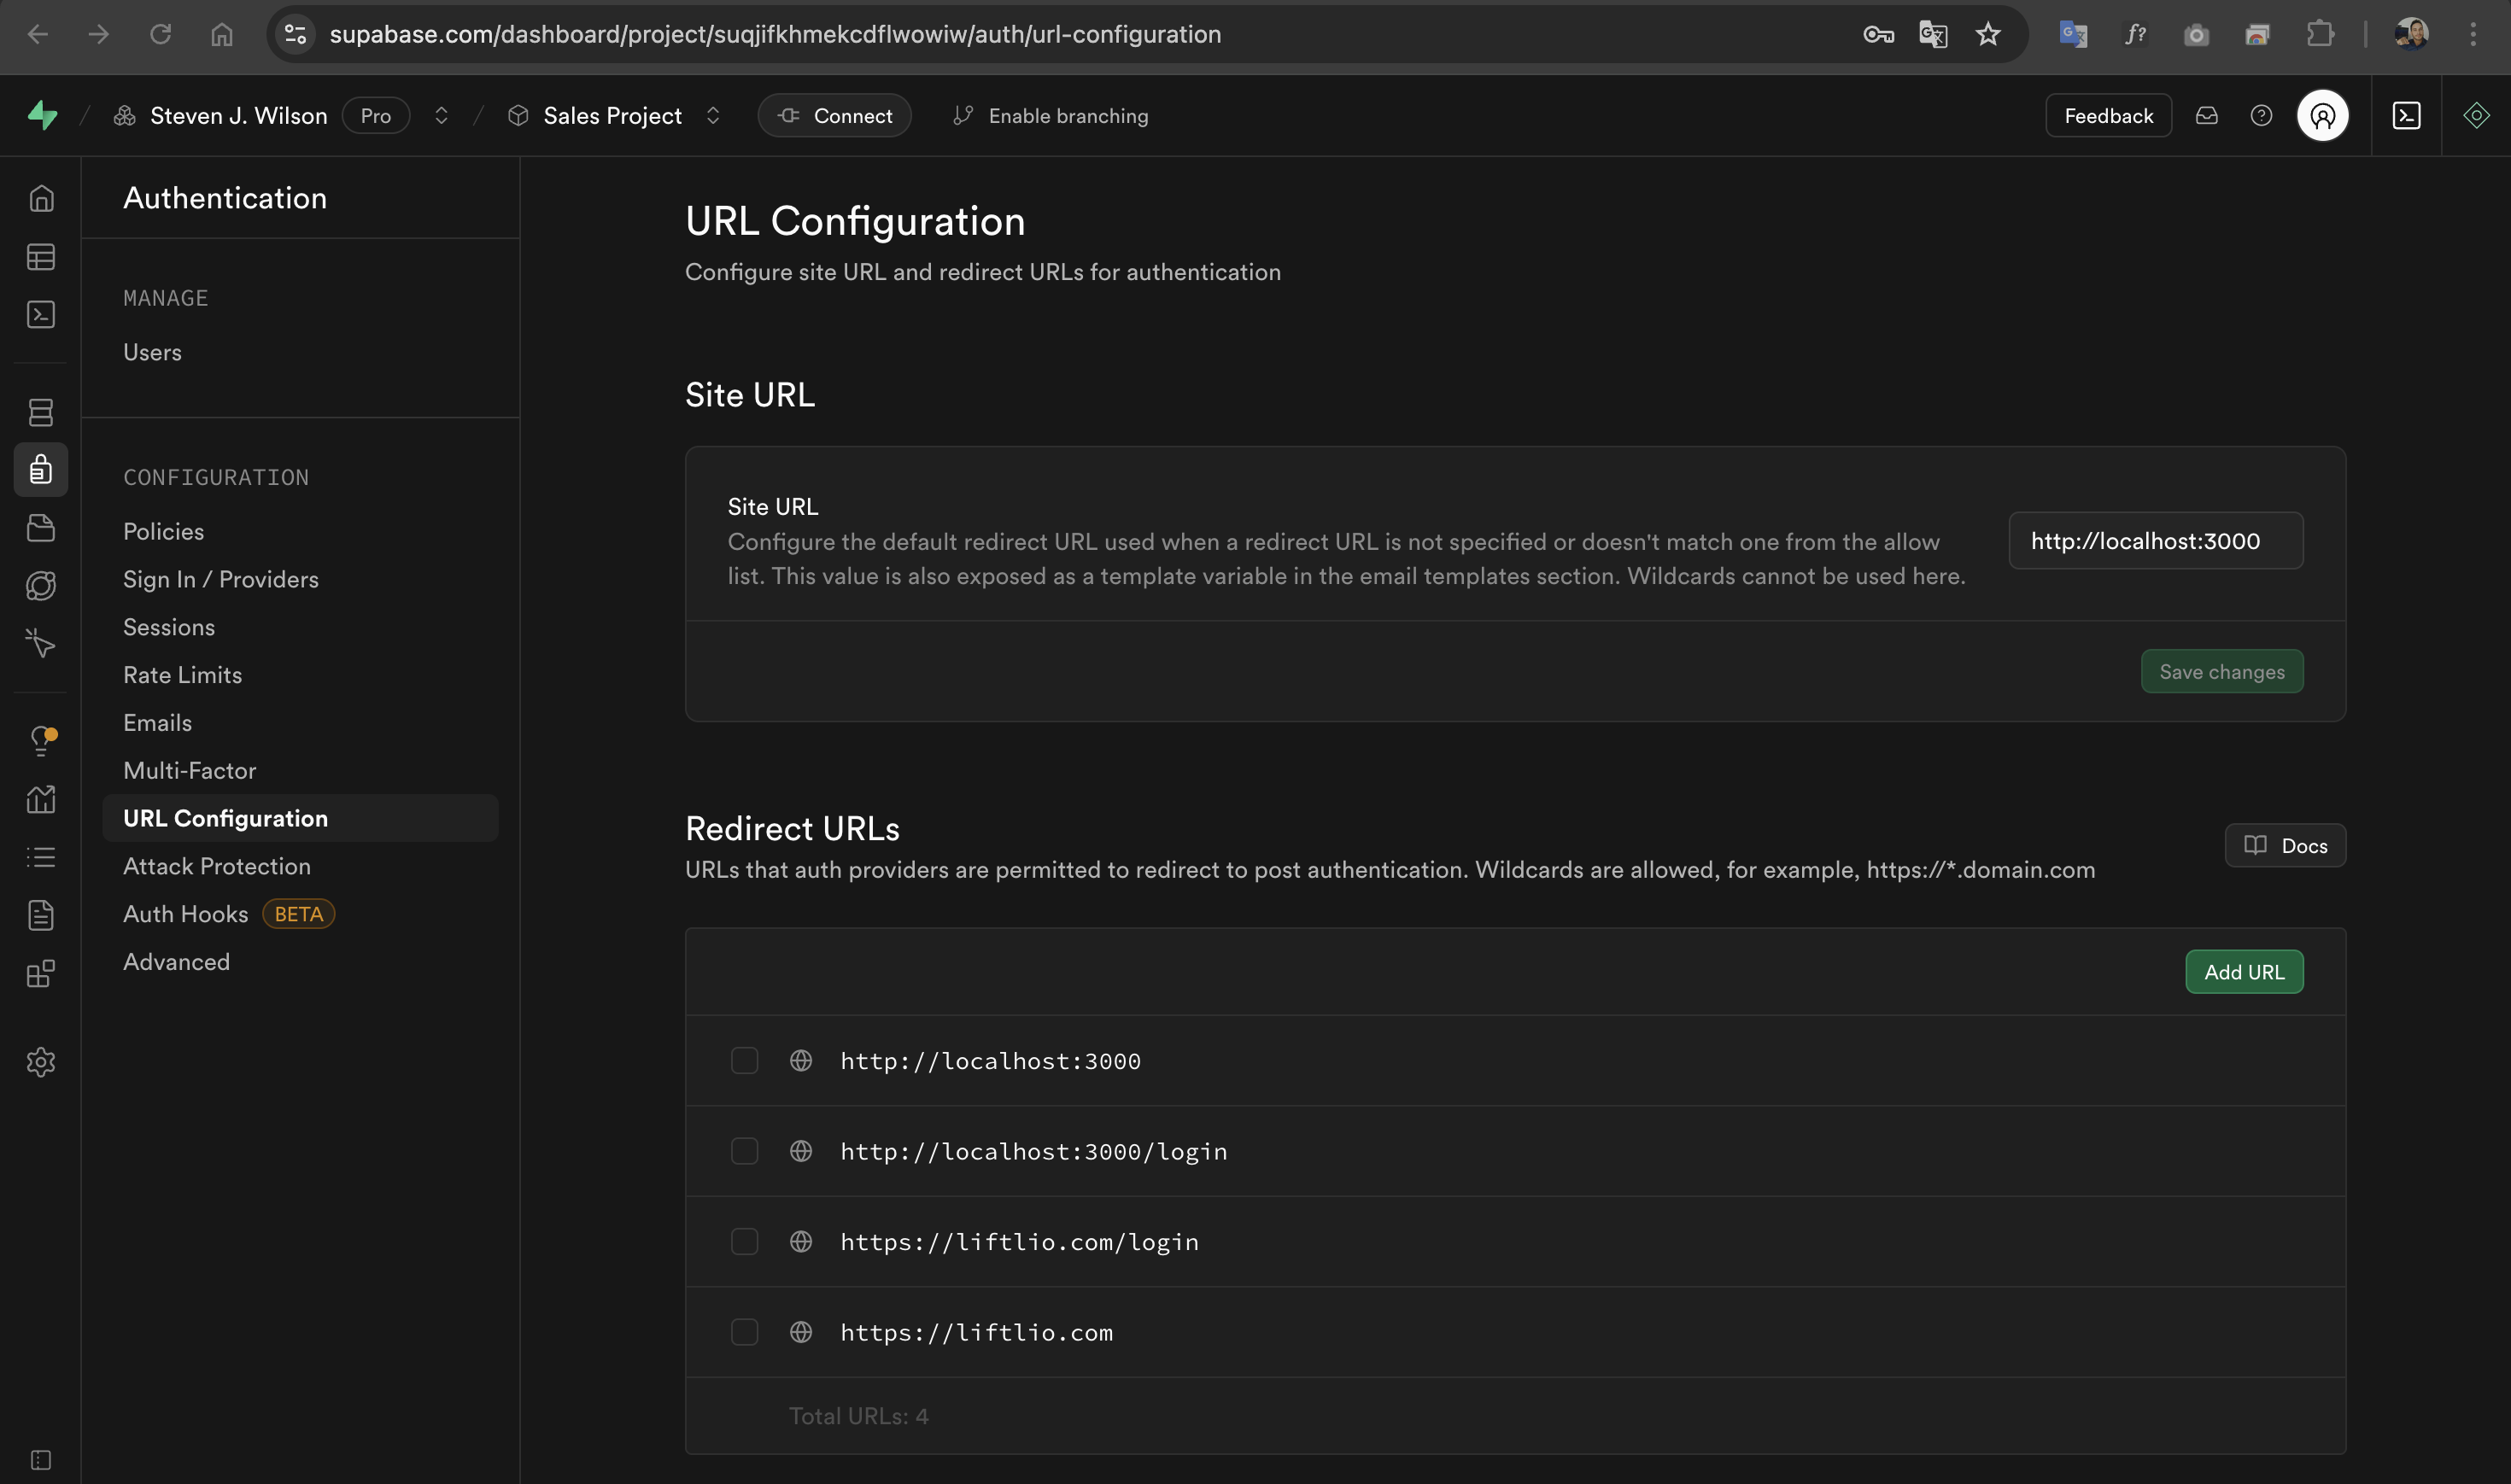 supabase.com/dashboard/project/suqjifkhmekcdflwowiw/auth/url-configuration
Steven J. Wilson
Pro
Sales Project
Connect
Enable branching
Feedback
Authentication
MANAGE
Users
CONFIGURATION
Policies
Sign In / Providers
Sessions
Rate Limits
Emails
Multi-Factor
URL Configuration
Attack Protection
Auth Hooks BETA
Advanced
URL Configuration
Configure site URL and redirect URLs for authentication
Site URL
Site URL
Configure the default redirect URL used when a redirect URL is not specified or doesn't match one from the allow
list. This value is also exposed as a template variable in the email templates section. Wildcards cannot be used here.
http://localhost:3000
Save changes
Redirect URLs
URLs that auth providers are permitted to redirect to post authentication. Wildcards are allowed, for example, https://*.domain.com
Docs
Add URL
http://localhost:3000
http://localhost:3000/login
https://liftlio.com/login
https://liftlio.com
Total URLs: 4